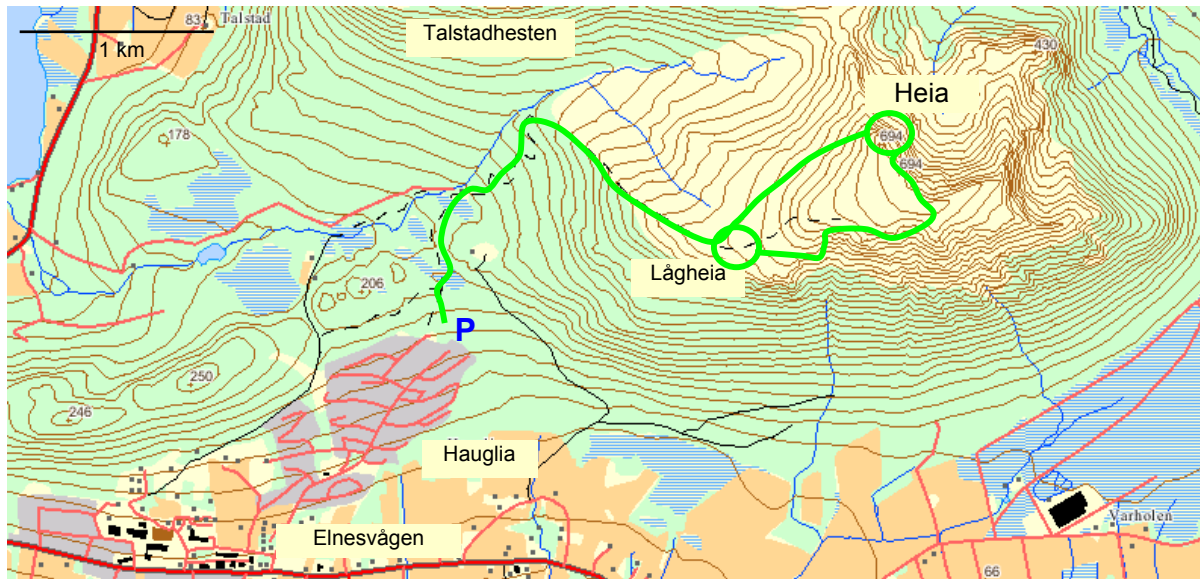 83
Talstad
1 km
Talstadhesten
430
Heia
694
694
178
Lågheia
206
P
250
246
Hauglia
Elnesvågen
Varholen
66